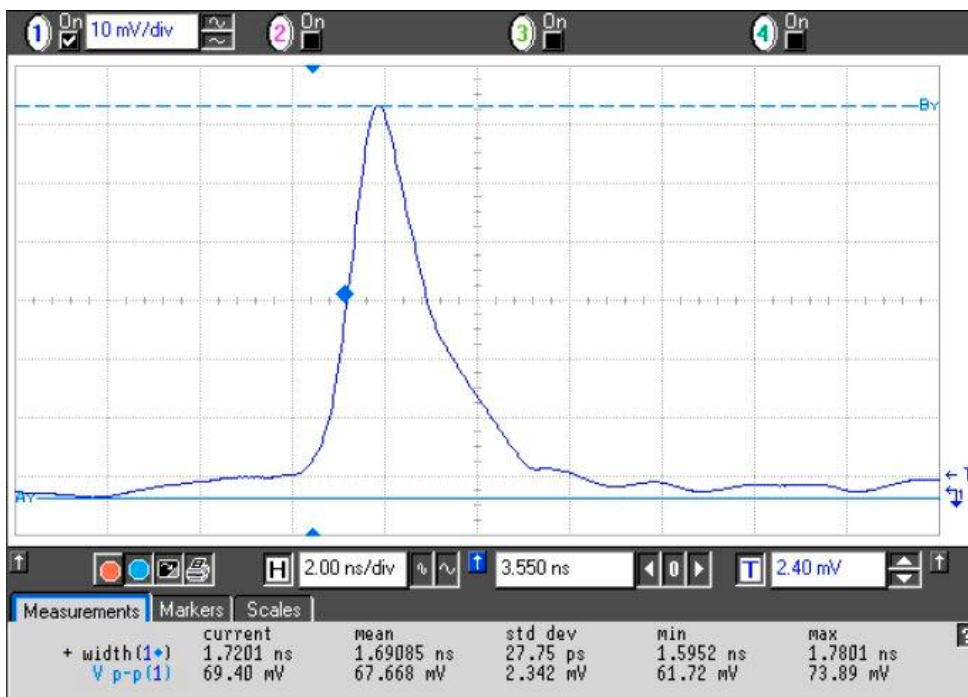 1 On 10 mV/div 2 On 3 On 4 On
By
T
Ay 1
H 2.00 ns/div 3.550 ns 0 T 2.40 mV
Measurements Markers Scales ?
current mean std dev min max
+ width(1◆) 1.7201 ns 1.69085 ns 27.75 ps 1.5952 ns 1.7801 ns
V p-p(1) 69.40 mV 67.668 mV 2.342 mV 61.72 mV 73.89 mV